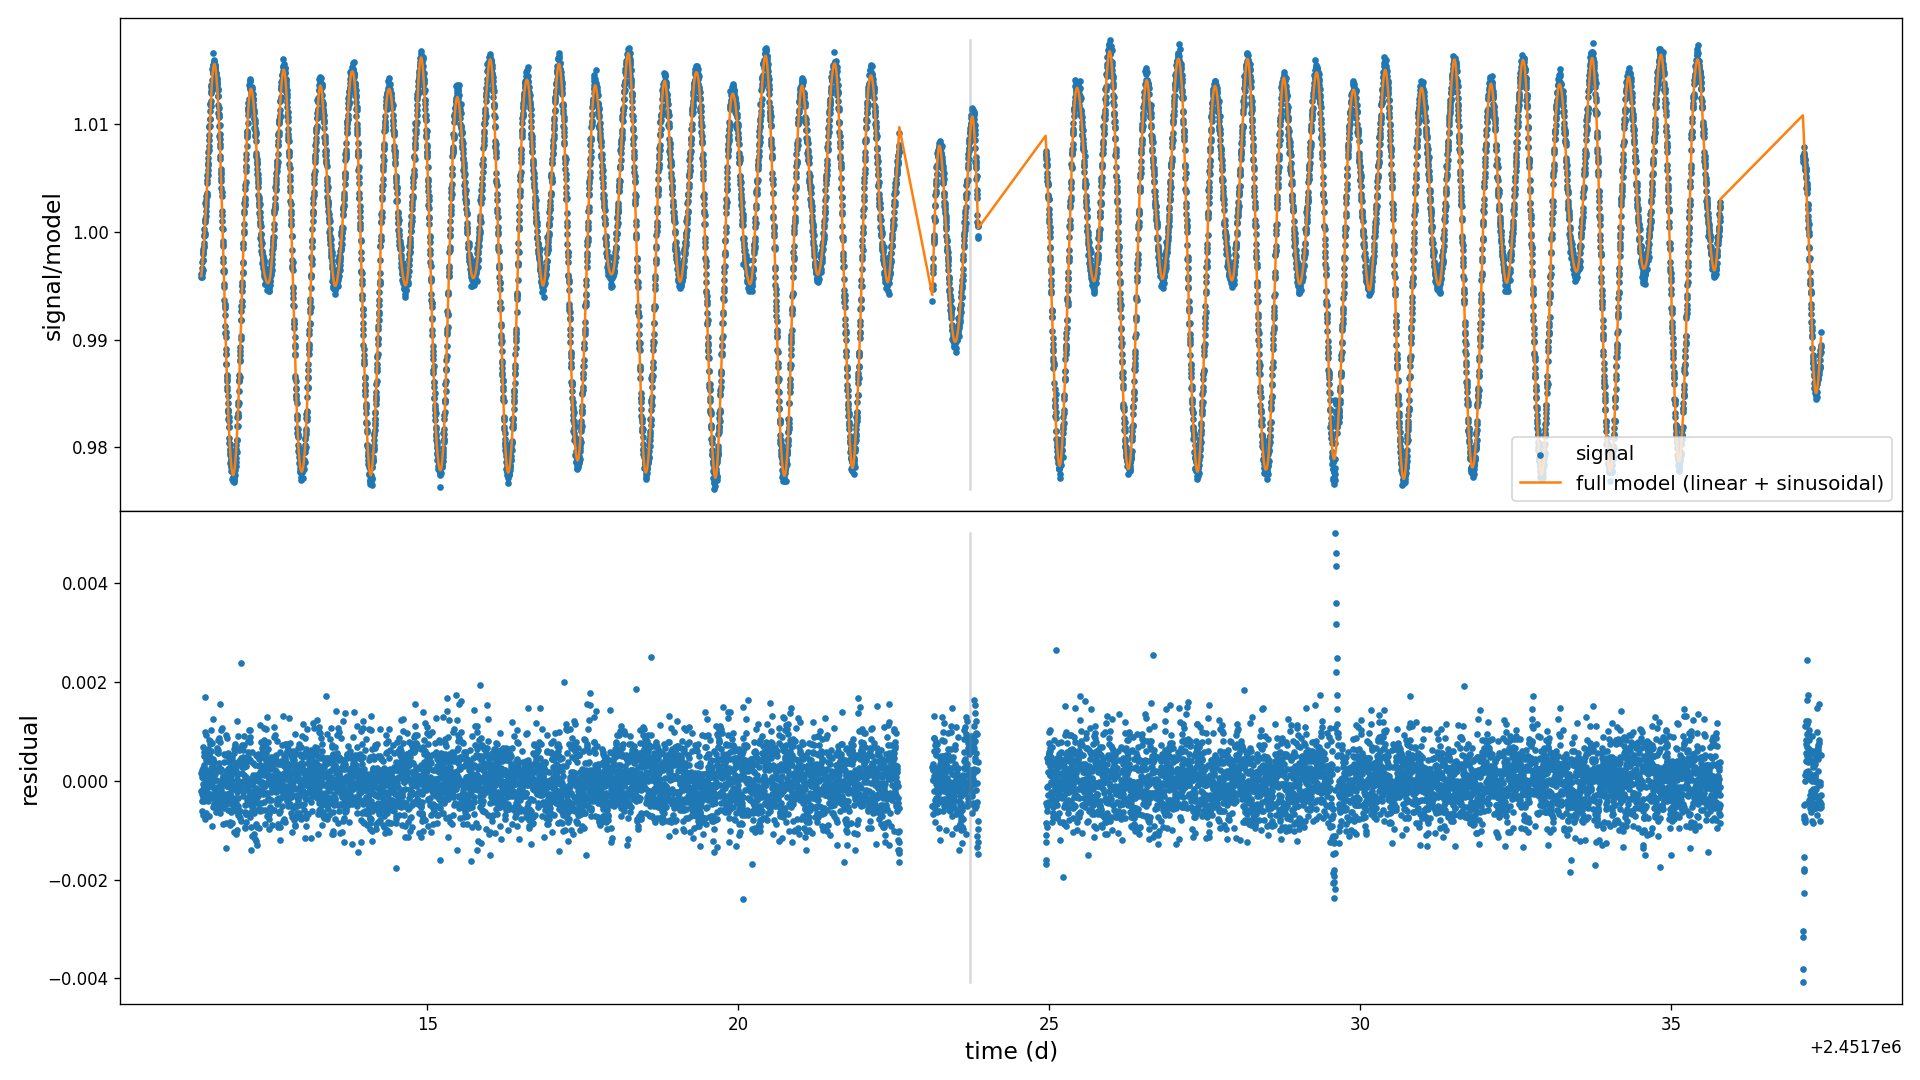 1.01
1.00
0.99
0.98
signal/model
signal
full model (linear + sinusoidal)
0.004
0.002
0.000
−0.002
−0.004
residual
15
20
25
30
35
time (d)
+2.4517e6